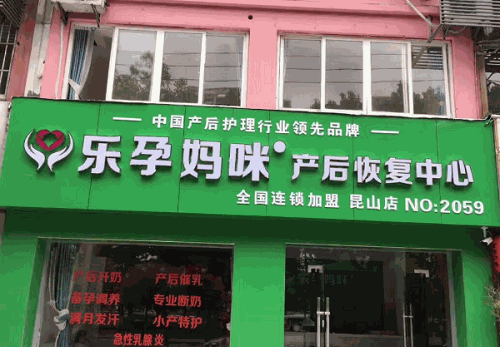 中国产后护理行业领先品牌
乐孕妈咪 产后恢复中心
全国连锁加盟 昆山店 NO:2059
产后开奶 产后催乳
备孕调养 专业断奶
满月发汗 小产特护
急性乳腺炎